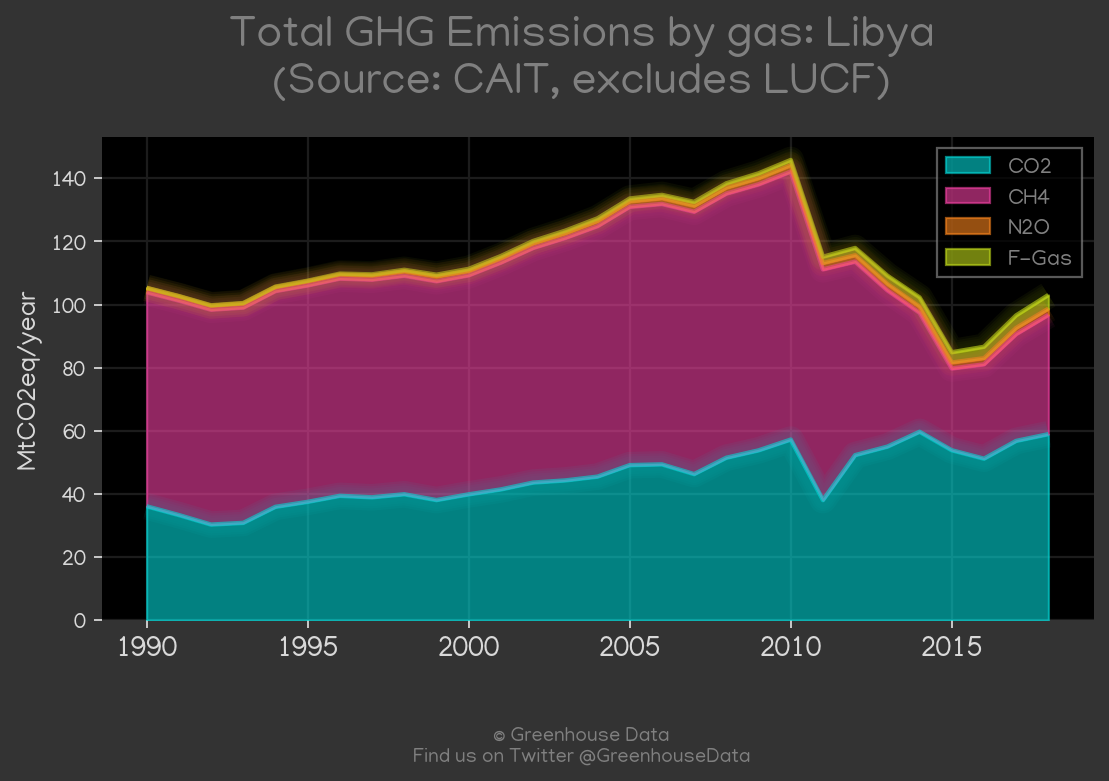 Total GHG Emissions by gas: Libya
(Source: CAIT, excludes LUCF)
MtCO2eq/year
140
120
100
80
60
40
20
0
1990 1995 2000 2005 2010 2015
CO2
CH4
N2O
F-Gas
© Greenhouse Data
Find us on Twitter @GreenhouseData